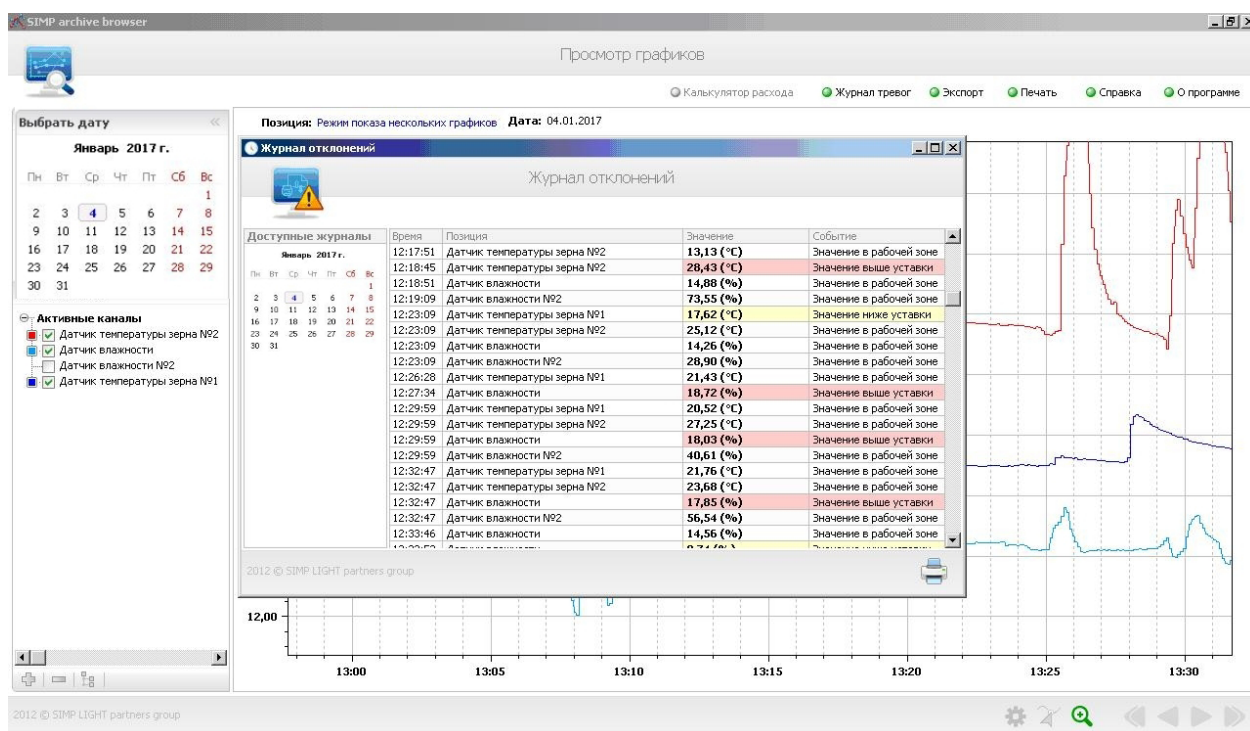 SIMP archive browser
Просмотр графиков
Калькулятор расхода Журнал тревог Экспорт Печать Справка О программе
Выбрать дату
Январь 2017 г.
Пн Вт Ср Чт Пт Сб Вс
1
2 3 4 5 6 7 8
9 10 11 12 13 14 15
16 17 18 19 20 21 22
23 24 25 26 27 28 29
30 31
Активные каналы
Датчик температуры зерна №2
Датчик влажности
Датчик влажности №2
Датчик температуры зерна №1
Позиция: Режим показа нескольких графиков Дата: 04.01.2017
Журнал отклонений
Журнал отклонений
Доступные журналы
Январь 2017 г.
Пн Вт Ср Чт Пт Сб Вс
1
2 3 4 5 6 7 8
9 10 11 12 13 14 15
16 17 18 19 20 21 22
23 24 25 26 27 28 29
30 31
Время Позиция Значение Событие
12:17:51 Датчик температуры зерна №2 13,13 (°C) Значение в рабочей зоне
12:18:45 Датчик температуры зерна №2 28,43 (°C) Значение выше уставки
12:18:51 Датчик влажности 14,88 (%) Значение в рабочей зоне
12:19:09 Датчик влажности №2 73,55 (%) Значение в рабочей зоне
12:23:09 Датчик температуры зерна №1 17,62 (°C) Значение ниже уставки
12:23:09 Датчик температуры зерна №2 25,12 (°C) Значение в рабочей зоне
12:23:09 Датчик влажности 14,26 (%) Значение в рабочей зоне
12:23:09 Датчик влажности №2 28,90 (%) Значение в рабочей зоне
12:26:28 Датчик температуры зерна №1 21,43 (°C) Значение в рабочей зоне
12:27:34 Датчик влажности 18,72 (%) Значение выше уставки
12:29:59 Датчик температуры зерна №1 20,52 (°C) Значение в рабочей зоне
12:29:59 Датчик температуры зерна №2 27,25 (°C) Значение в рабочей зоне
12:29:59 Датчик влажности 18,03 (%) Значение выше уставки
12:29:59 Датчик влажности №2 40,61 (%) Значение в рабочей зоне
12:32:47 Датчик температуры зерна №1 21,76 (°C) Значение в рабочей зоне
12:32:47 Датчик температуры зерна №2 23,68 (°C) Значение в рабочей зоне
12:32:47 Датчик влажности 17,85 (%) Значение выше уставки
12:32:47 Датчик влажности №2 56,54 (%) Значение в рабочей зоне
12:33:46 Датчик влажности 14,56 (%) Значение в рабочей зоне
2012 © SIMP LIGHT partners group
12,00
13:00 13:05 13:10 13:15 13:20 13:25 13:30
2012 © SIMP LIGHT partners group